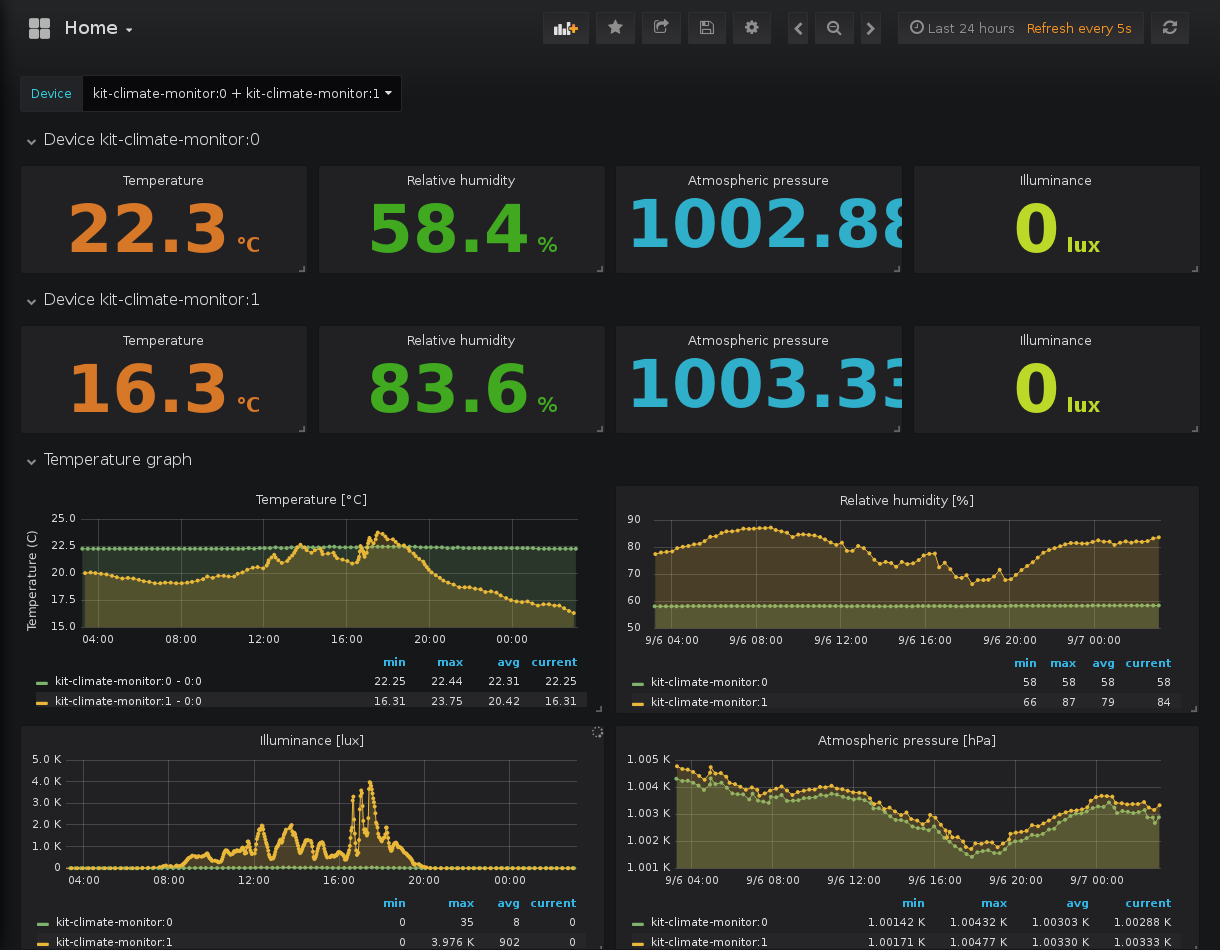 Home
Last 24 hours Refresh every 5s
Device kit-climate-monitor:0 + kit-climate-monitor:1
Device kit-climate-monitor:0
Temperature Relative humidity Atmospheric pressure Illuminance
22.3 °C 58.4 % 1002.88 0 lux
Device kit-climate-monitor:1
Temperature Relative humidity Atmospheric pressure Illuminance
16.3 °C 83.6 % 1003.33 0 lux
Temperature graph
Temperature [°C]
Temperature (C)
25.0
22.5
20.0
17.5
15.0
04:00 08:00 12:00 16:00 20:00 00:00
min max avg current
kit-climate-monitor:0 - 0:0 22.25 22.44 22.31 22.25
kit-climate-monitor:1 - 0:0 16.31 23.75 20.42 16.31
Relative humidity [%]
90
80
70
60
50
9/6 04:00 9/6 08:00 9/6 12:00 9/6 16:00 9/6 20:00 9/7 00:00
min max avg current
kit-climate-monitor:0 58 58 58 58
kit-climate-monitor:1 66 87 79 84
Illuminance [lux]
5.0 K
4.0 K
3.0 K
2.0 K
1.0 K
0
04:00 08:00 12:00 16:00 20:00 00:00
min max avg current
kit-climate-monitor:0 0 35 8 0
kit-climate-monitor:1 0 3.976 K 902 0
Atmospheric pressure [hPa]
1.005 K
1.004 K
1.003 K
1.002 K
1.001 K
9/6 04:00 9/6 08:00 9/6 12:00 9/6 16:00 9/6 20:00 9/7 00:00
min max avg current
kit-climate-monitor:0 1.00142 K 1.00432 K 1.00303 K 1.00288 K
kit-climate-monitor:1 1.00171 K 1.00477 K 1.00330 K 1.00333 K